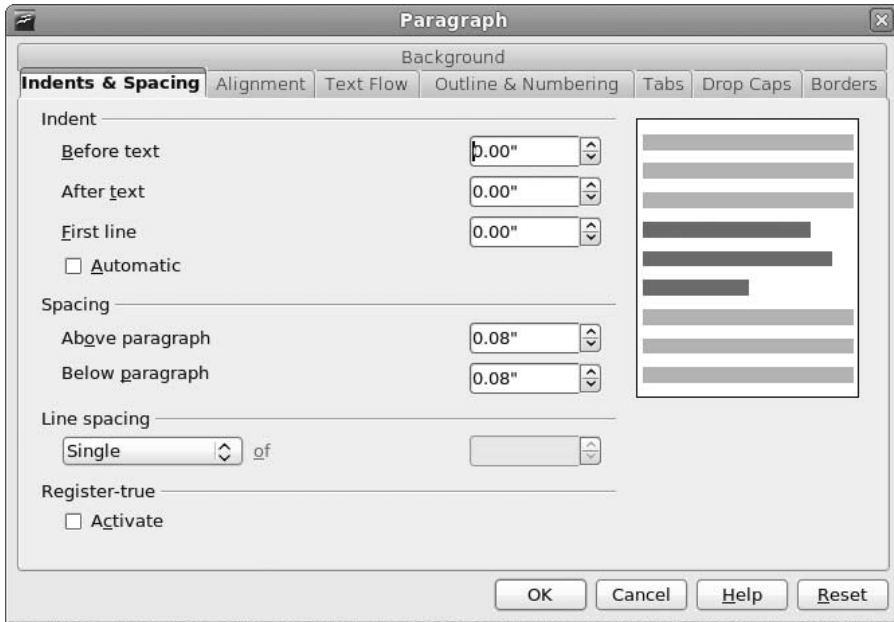 Paragraph
Background
Indents & Spacing Alignment Text Flow Outline & Numbering Tabs Drop Caps Borders
Indent
Before text 0.00"
After text 0.00"
First line 0.00"
Automatic
Spacing
Above paragraph 0.08"
Below paragraph 0.08"
Line spacing
Single of
Register-true
Activate
OK Cancel Help Reset